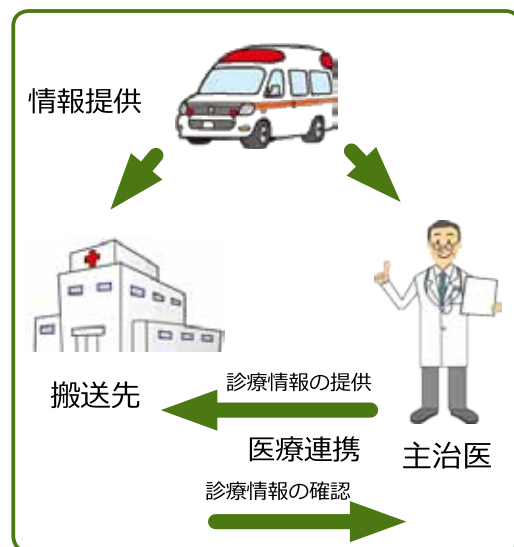 情報提供
診療情報の提供
搬送先
医療連携
主治医
診療情報の確認